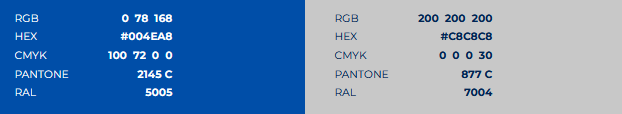 RGB 0 78 168
HEX #004EA8
CMYK 100 72 0 0
PANTONE 2145 C
RAL 5005
RGB 200 200 200
HEX #C8C8C8
CMYK 0 0 0 30
PANTONE 877 C
RAL 7004